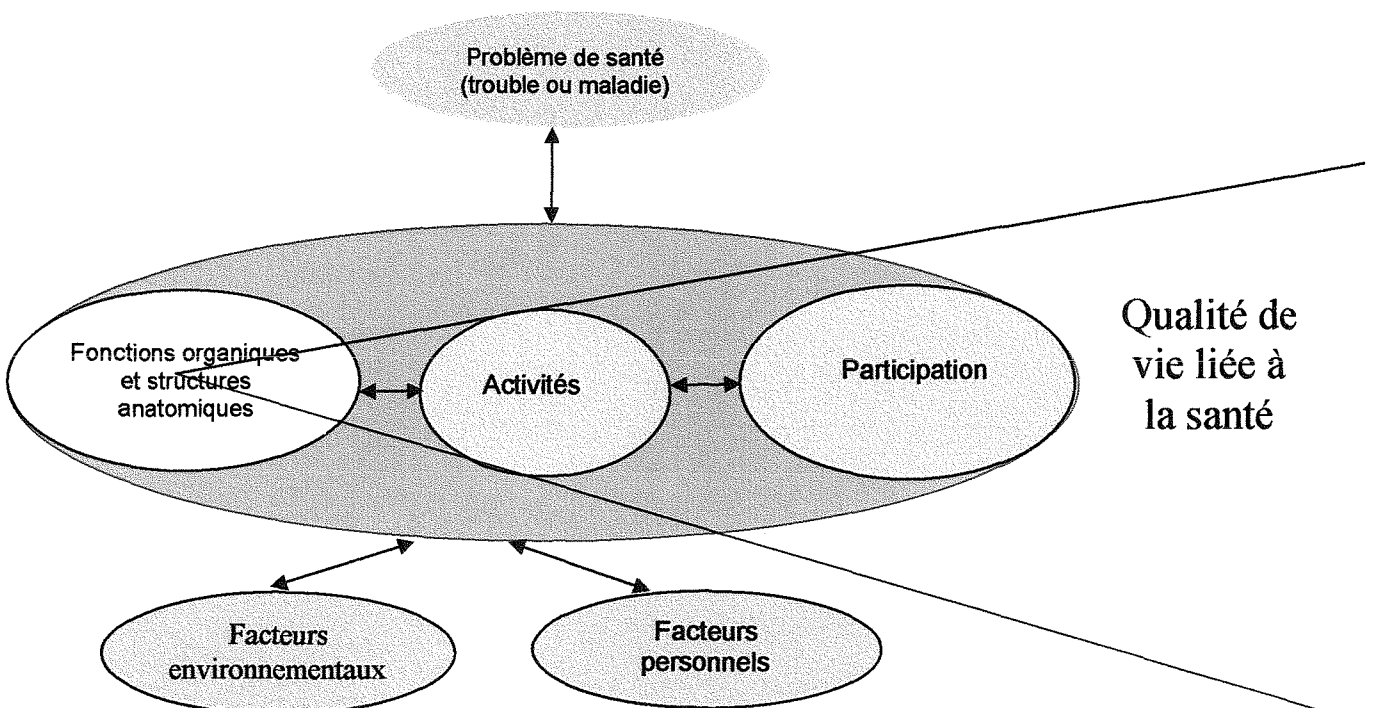 Problème de santé
(trouble ou maladie)
Fonctions organiques
et structures
anatomiques
Activités
Participation
Qualité de
vie liée à
la santé
Facteurs
environnementaux
Facteurs
personnels